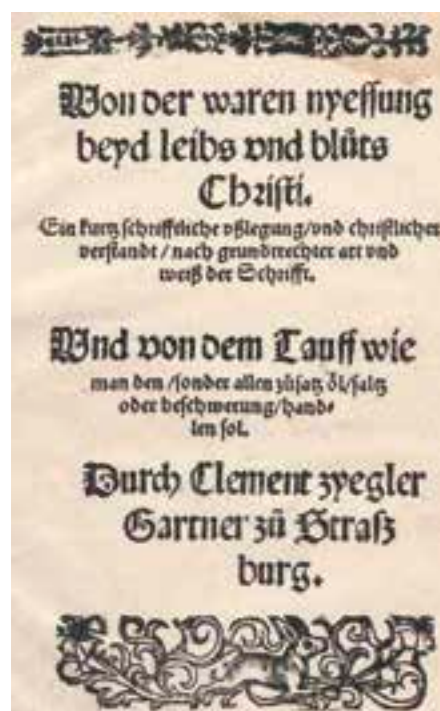 Von der waren nyessung
beyd leibs vnd blůts
Christi.
Ein kurtz schrifftliche vßlegung/vnd christlicher
verstandt / nach grundtrechter art vnd
weiß der Schrifft.
Vnd von dem Tauff wie
man den /sonder allen zůsatz öl/saltz
oder beschwerung/hand⸗
len sol.
Durch Clement zyegler
Gartner zů Straß
burg.